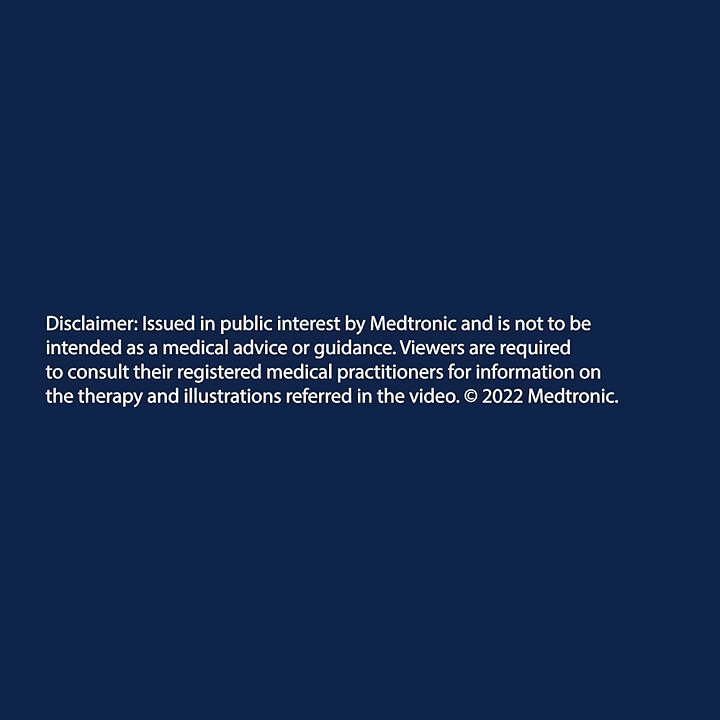 Disclaimer: Issued in public interest by Medtronic and is not to be
intended as a medical advice or guidance. Viewers are required
to consult their registered medical practitioners for information on
the therapy and illustrations referred in the video. © 2022 Medtronic.